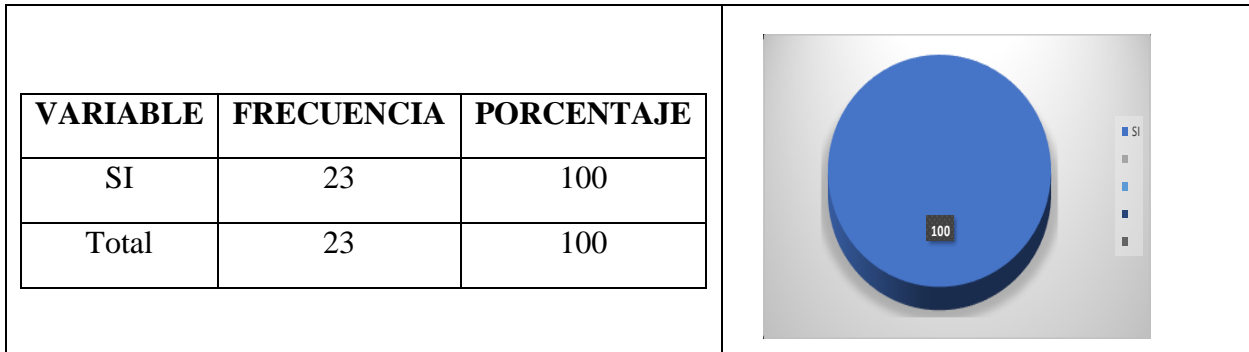 VARIABLE FRECUENCIA PORCENTAJE
SI 23 100
Total 23 100
100
SI